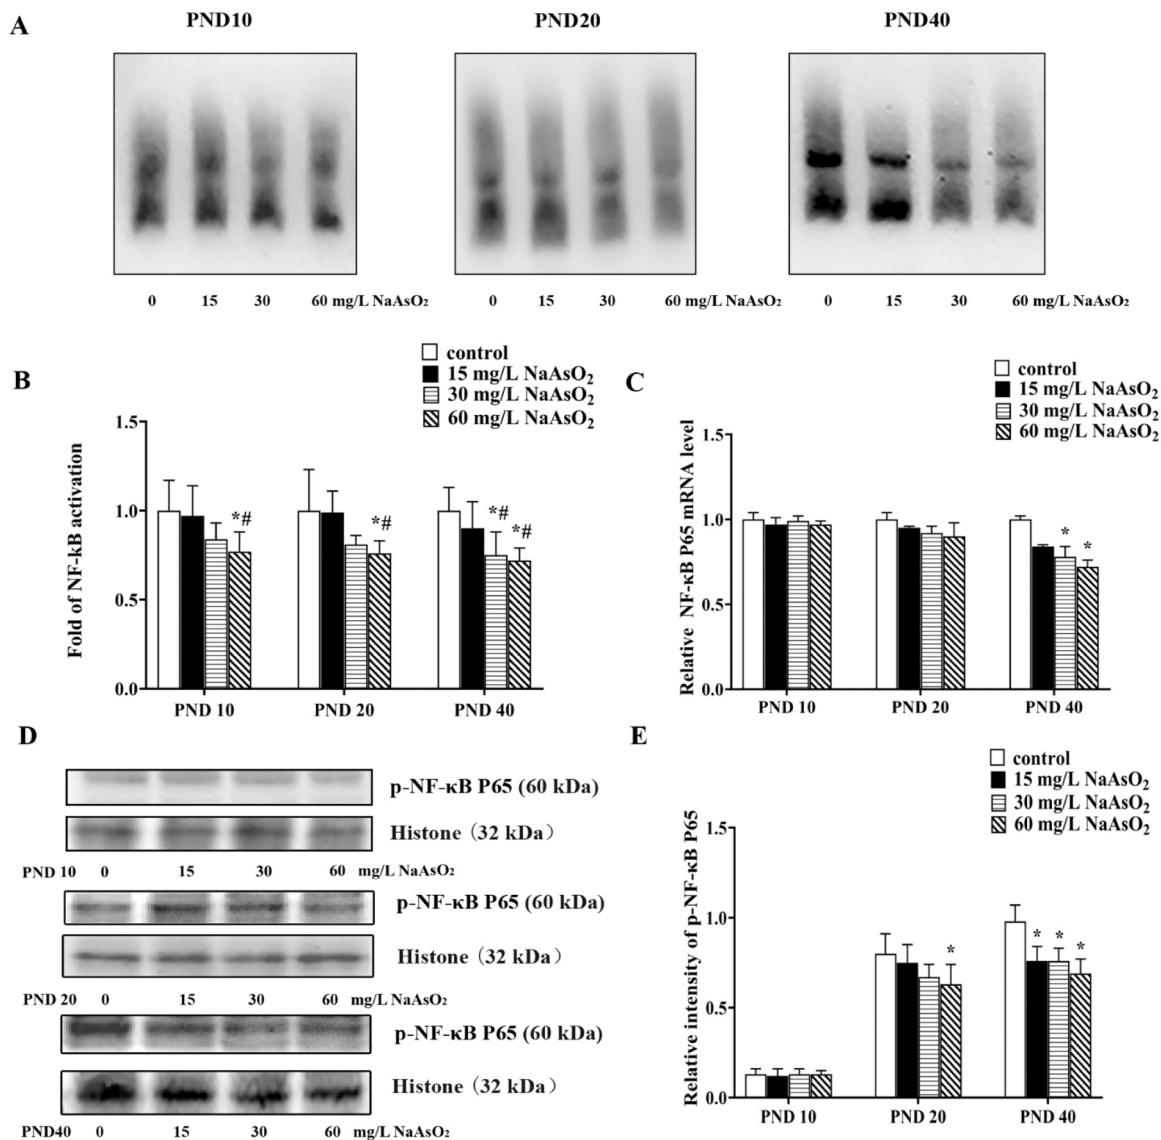 A
PND10
PND20
PND40
0 15 30 60 mg/L NaAsO₂
0 15 30 60 mg/L NaAsO₂
0 15 30 60 mg/L NaAsO₂
B
control
15 mg/L NaAsO₂
30 mg/L NaAsO₂
60 mg/L NaAsO₂
Fold of NF-kB activation
1.5
1.0
0.5
0.0
*#
*#
*#
*#
PND 10
PND 20
PND 40
C
control
15 mg/L NaAsO₂
30 mg/L NaAsO₂
60 mg/L NaAsO₂
Relative NF-κB P65 mRNA level
1.5
1.0
0.5
0.0
*
*
PND 10
PND 20
PND 40
D
p-NF-κB P65 (60 kDa)
Histone (32 kDa)
PND 10 0 15 30 60 mg/L NaAsO₂
p-NF-κB P65 (60 kDa)
Histone (32 kDa)
PND 20 0 15 30 60 mg/L NaAsO₂
p-NF-κB P65 (60 kDa)
Histone (32 kDa)
PND40 0 15 30 60 mg/L NaAsO₂
E
control
15 mg/L NaAsO₂
30 mg/L NaAsO₂
60 mg/L NaAsO₂
Relative intensity of p-NF-κB P65
1.5
1.0
0.5
0.0
*
*
*
*
PND 10
PND 20
PND 40